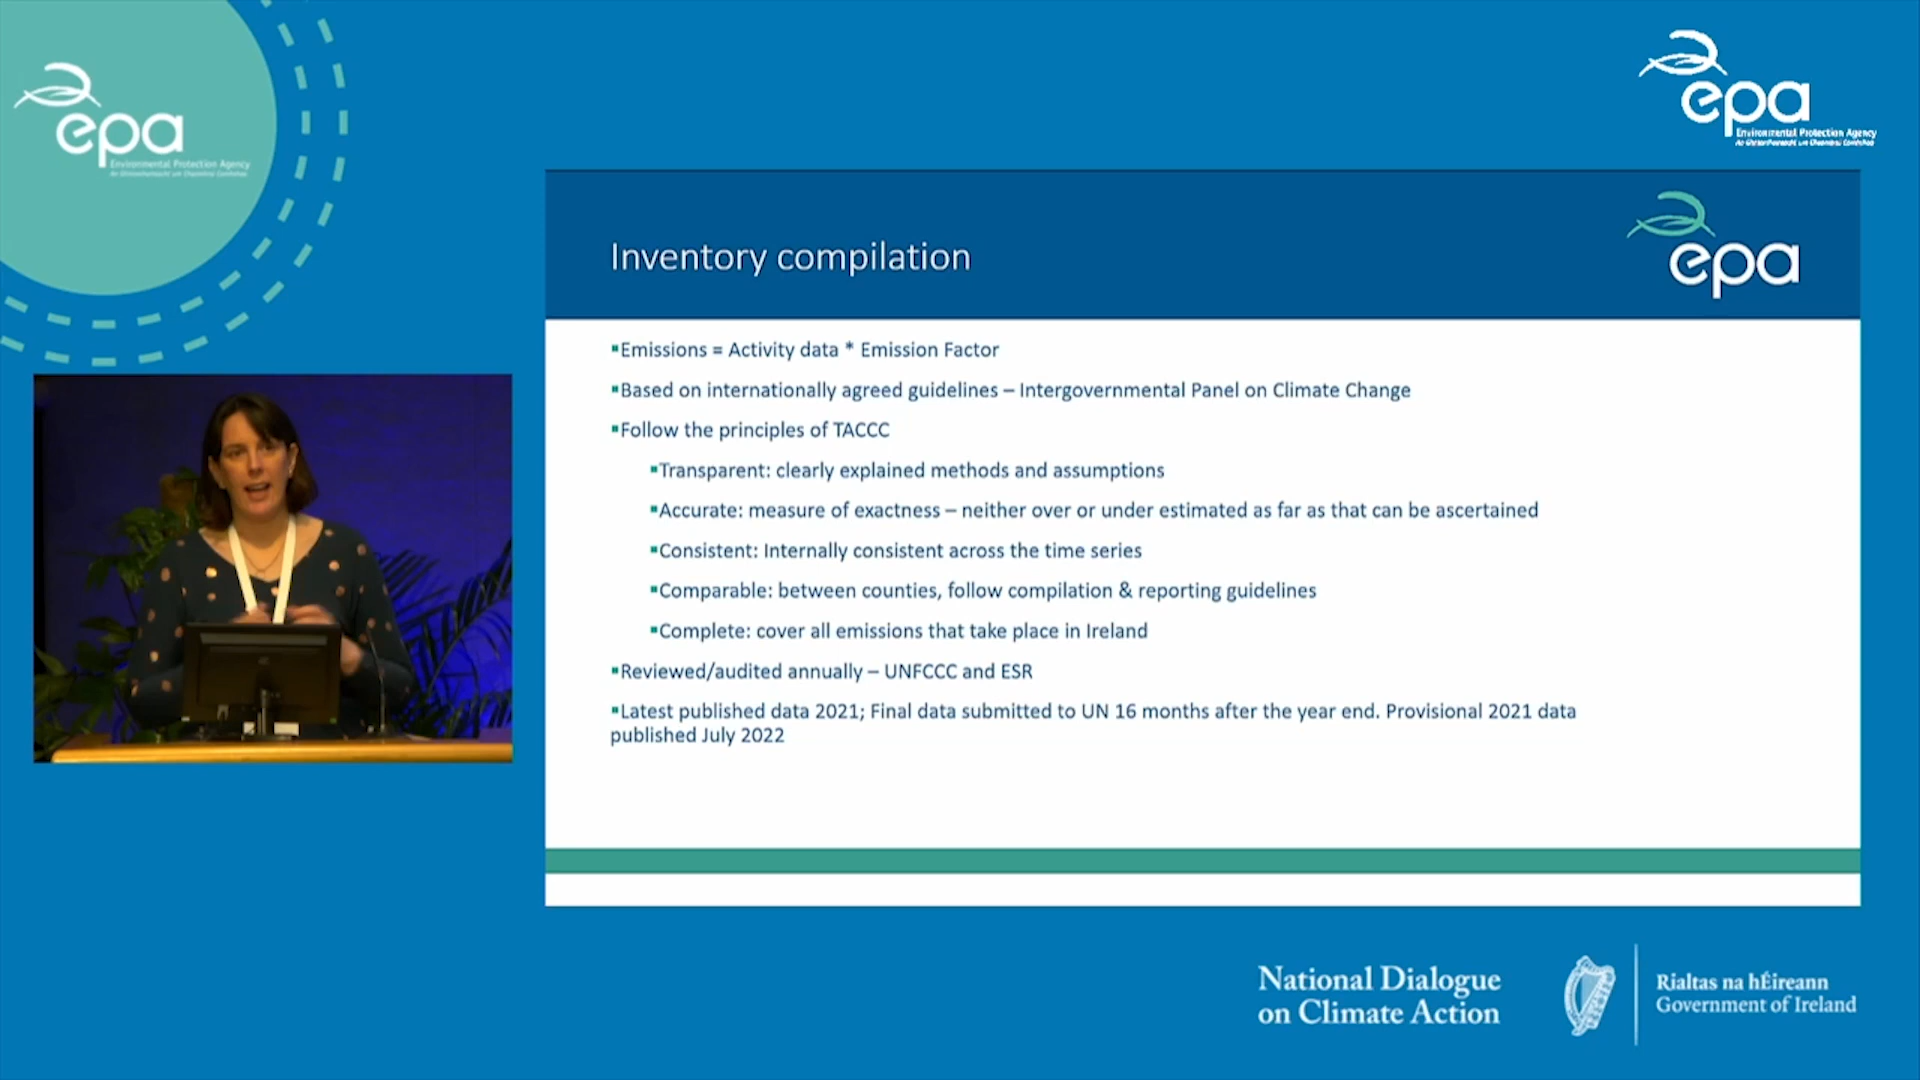 epa
Environmental Protection Agency
An Ghníomhaireacht um Chaomhnú Comhshaoil
epa
Environmental Protection Agency
An Ghníomhaireacht um Chaomhnú Comhshaoil
Inventory compilation
epa
▪Emissions = Activity data * Emission Factor
▪Based on internationally agreed guidelines – Intergovernmental Panel on Climate Change
▪Follow the principles of TACCC
▪Transparent: clearly explained methods and assumptions
▪Accurate: measure of exactness – neither over or under estimated as far as that can be ascertained
▪Consistent: Internally consistent across the time series
▪Comparable: between counties, follow compilation & reporting guidelines
▪Complete: cover all emissions that take place in Ireland
▪Reviewed/audited annually – UNFCCC and ESR
▪Latest published data 2021; Final data submitted to UN 16 months after the year end. Provisional 2021 data
published July 2022
National Dialogue
on Climate Action
Rialtas na hÉireann
Government of Ireland